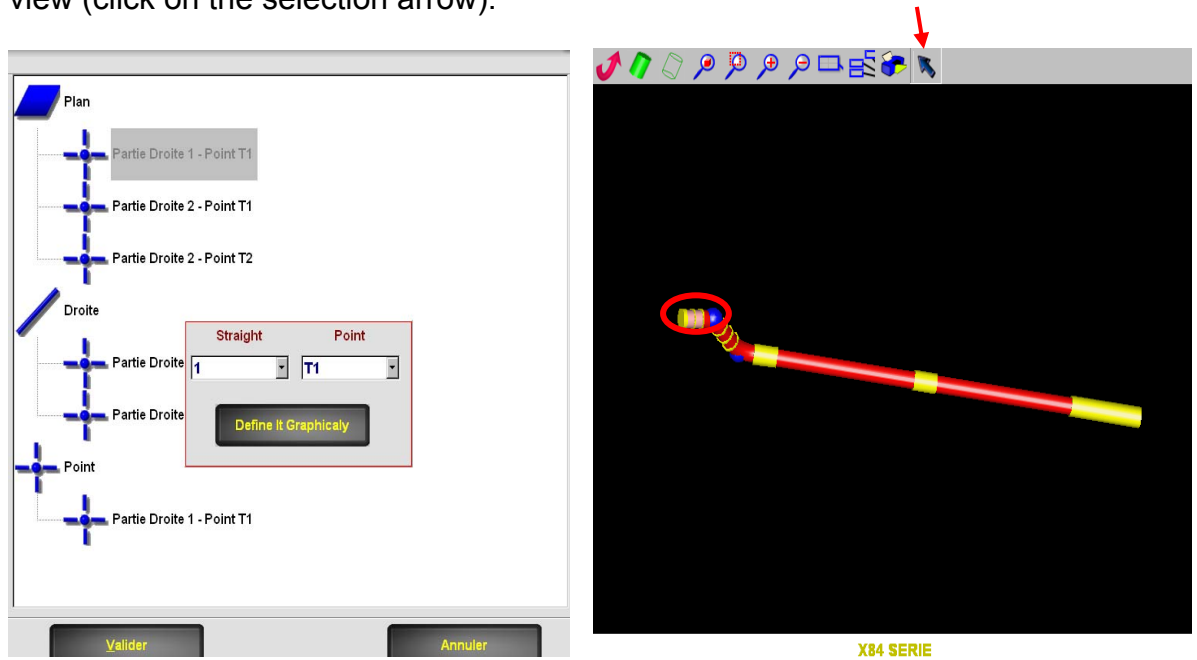 view (click on the selection arrow).
Plan
Partie Droite 1 - Point T1
Partie Droite 2 - Point T1
Partie Droite 2 - Point T2
Droite
Straight Point
Partie Droite 1 T1
Partie Droite
Define It Graphicaly
Point
Partie Droite 1 - Point T1
Valider Annuler
X84 SERIE